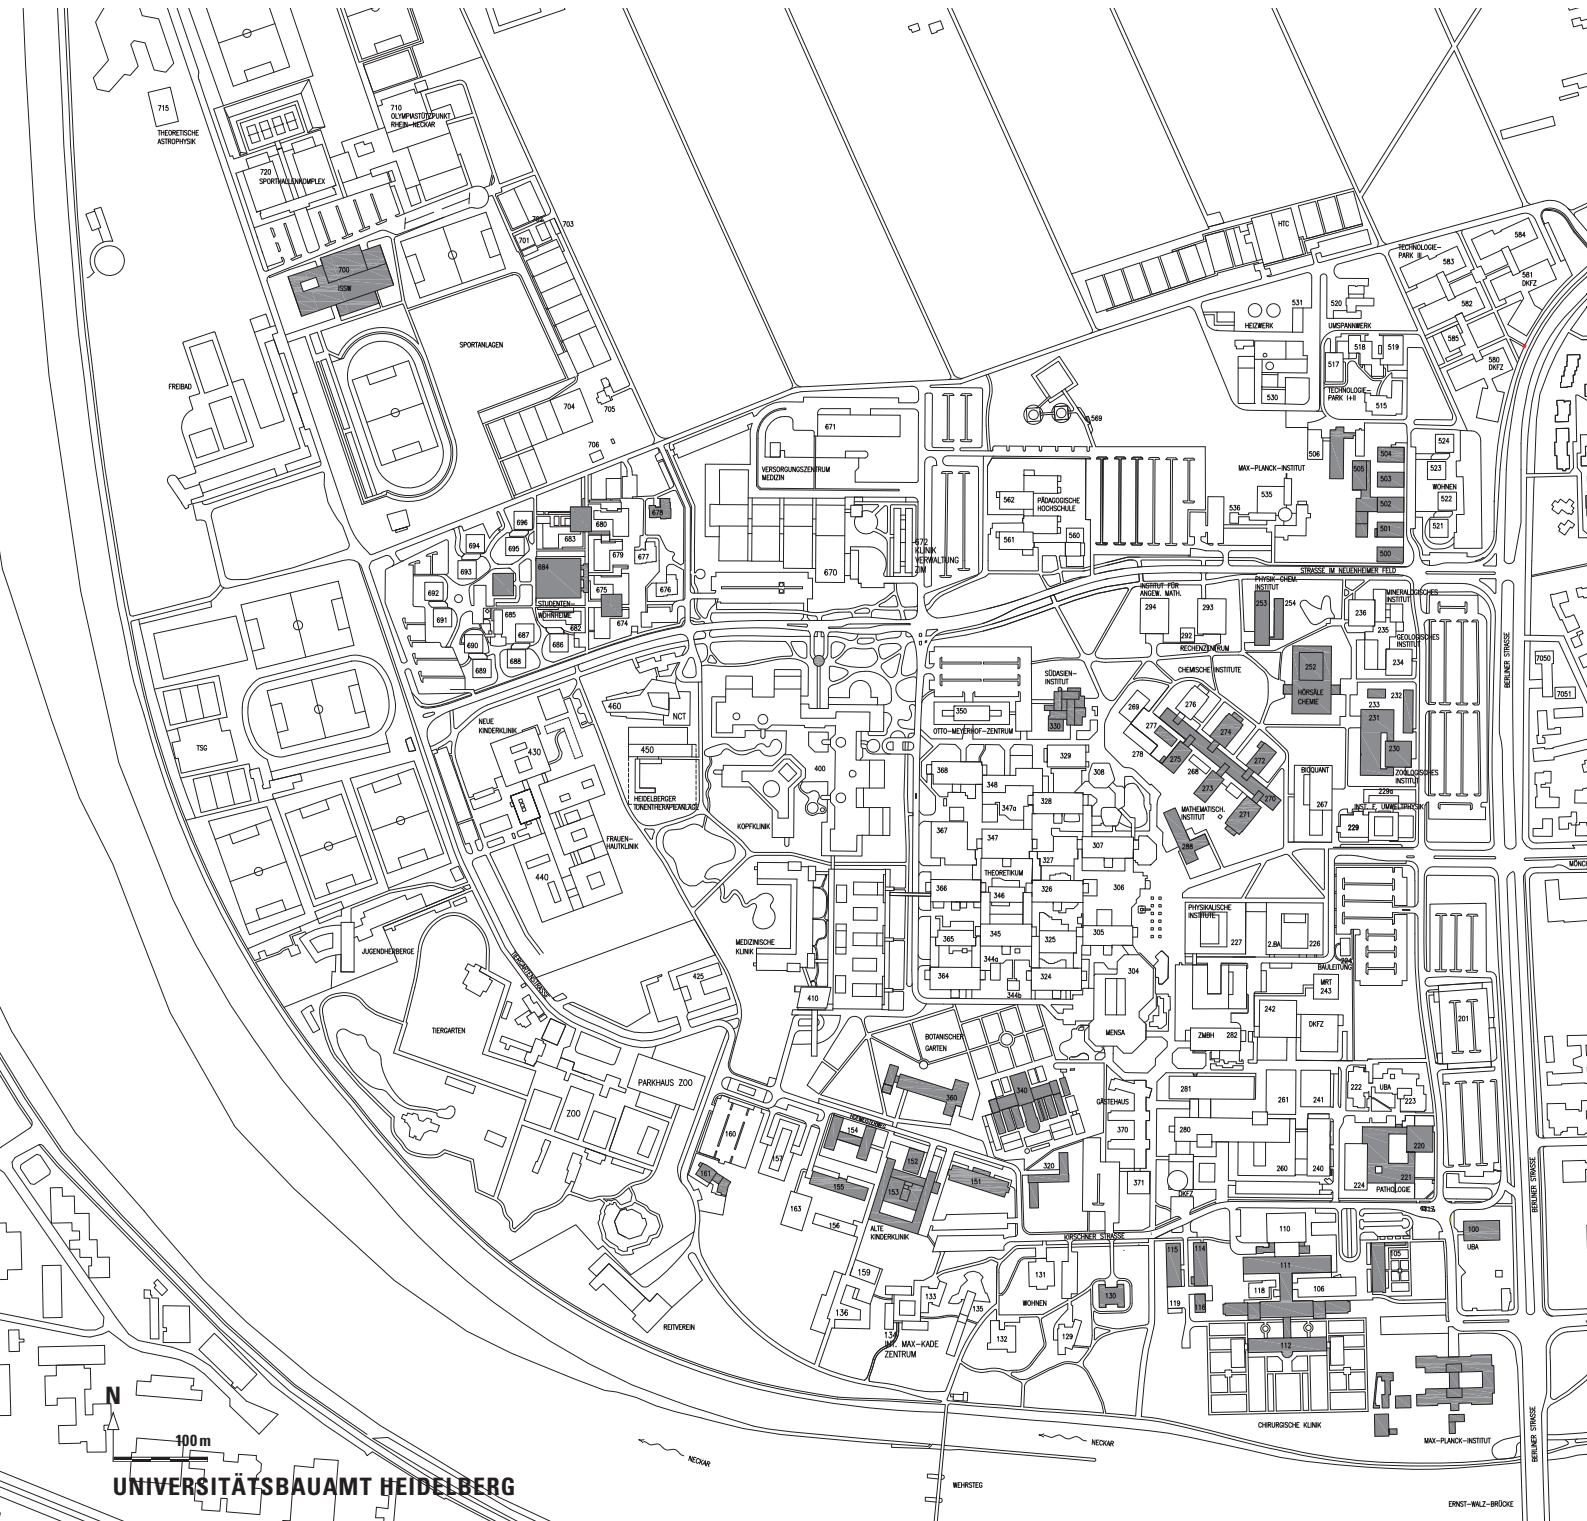 715
THEORETISCHE
ASTROPHYSIK
710
OLYMPIASTÜTZPUNKT
RHEIN-NECKAR
720
SPORTHALLENKOMPLEX
702
703
701
700
ISSW
SPORTANLAGEN
FREIBAD
704
705
706
HTC
TECHNOLOGIE-
PARK III
584
583
581
DKFZ
582
585
580
DKFZ
531
HEIZWERK
520
UMSPANNWERK
518
519
517
TECHNOLOGIE-
PARK I+II
515
530
569
671
VERSORGUNGSZENTRUM
MEDIZIN
672
KLINIK
VERWALTUNG
ZIM
670
562
PÄDAGOGISCHE
HOCHSCHULE
561
560
MAX-PLANCK-INSTITUT
535
536
506
505
504
503
502
501
500
524
523
WOHNEN
522
521
STRASSE IM NEUENHEIMER FELD
696
694
695
693
692
691
690
689
688
687
686
685
684
683
682
680
679
678
677
676
675
674
STUDENTEN-
WOHNHEIME
INSTITUT FÜR
ANGEW. MATH.
294
293
292
RECHENZENTRUM
PHYSIK.CHEM.
INSTITUT
253
254
MINERALOGISCHES
INSTITUT
236
235
GEOLOGISCHES
INSTITUT
234
252
HÖRSÄLE
CHEMIE
232
233
231
230
ZOOLOGISCHES
INSTITUT
229a
INST. F. UMWELTPHYSIK
229
BIOQUANT
267
BERLINER STRASSE
7050
7051
MÖNC
CHEMISCHE INSTITUTE
269
276
277
274
278
275
268
273
272
270
271
MATHEMATISCH.
INSTITUT
288
SÜDASIEN-
INSTITUT
330
350
OTTO-MEYERHOF-ZENTRUM
329
308
368
348
347a
328
367
347
327
307
THEORETIKUM
366
346
326
306
365
345
325
305
364
344a
344b
324
304
MENSA
TSG
NEUE
KINDERKLINIK
430
460
NCT
450
HEIDELBERGER
IONENTHERAPIEANLAGE
FRAUEN-
HAUTKLINIK
440
400
KOPFKLINIK
MEDIZINISCHE
KLINIK
410
425
JUGENDHERBERGE
TIERGARTENSTRASSE
TIERGARTEN
PARKHAUS ZOO
ZOO
PHYSIKALISCHE
INSTITUTE
227
2.BA
226
BAULEITUNG
MRT
243
242
DKFZ
ZMBH
282
201
281
261
241
222
UBA
223
280
260
240
220
221
224
PATHOLOGIE
DKFZ
BOTANISCHER
GARTEN
360
340
GÄSTEHAUS
370
371
320
160
161
157
154
155
152
153
151
163
156
ALTE
KINDERKLINIK
KIRSCHNER STRASSE
159
136
133
134
INT. MAX-KADE
ZENTRUM
135
131
WOHNEN
132
130
129
REITVEREIN
115
114
110
111
118
106
119
116
105
112
CHIRURGISCHE KLINIK
100
UBA
BERLINER STRASSE
MAX-PLANCK-INSTITUT
BERLINER STRASSE
NECKAR
NECKAR
WEHRSTEG
ERNST-WALZ-BRÜCKE
N
100 m
UNIVERSITÄTSBAUAMT HEIDELBERG